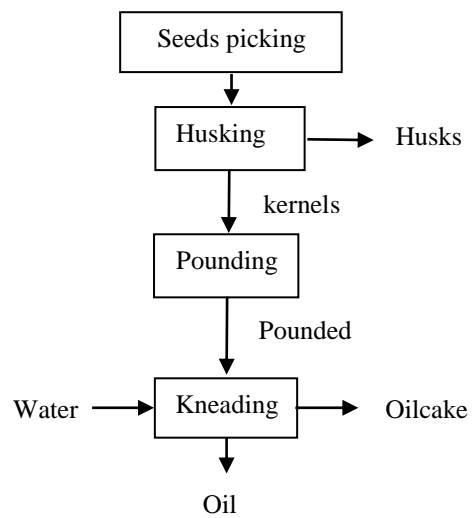 Seeds picking
Husking
Husks
kernels
Pounding
Pounded
Water
Kneading
Oilcake
Oil